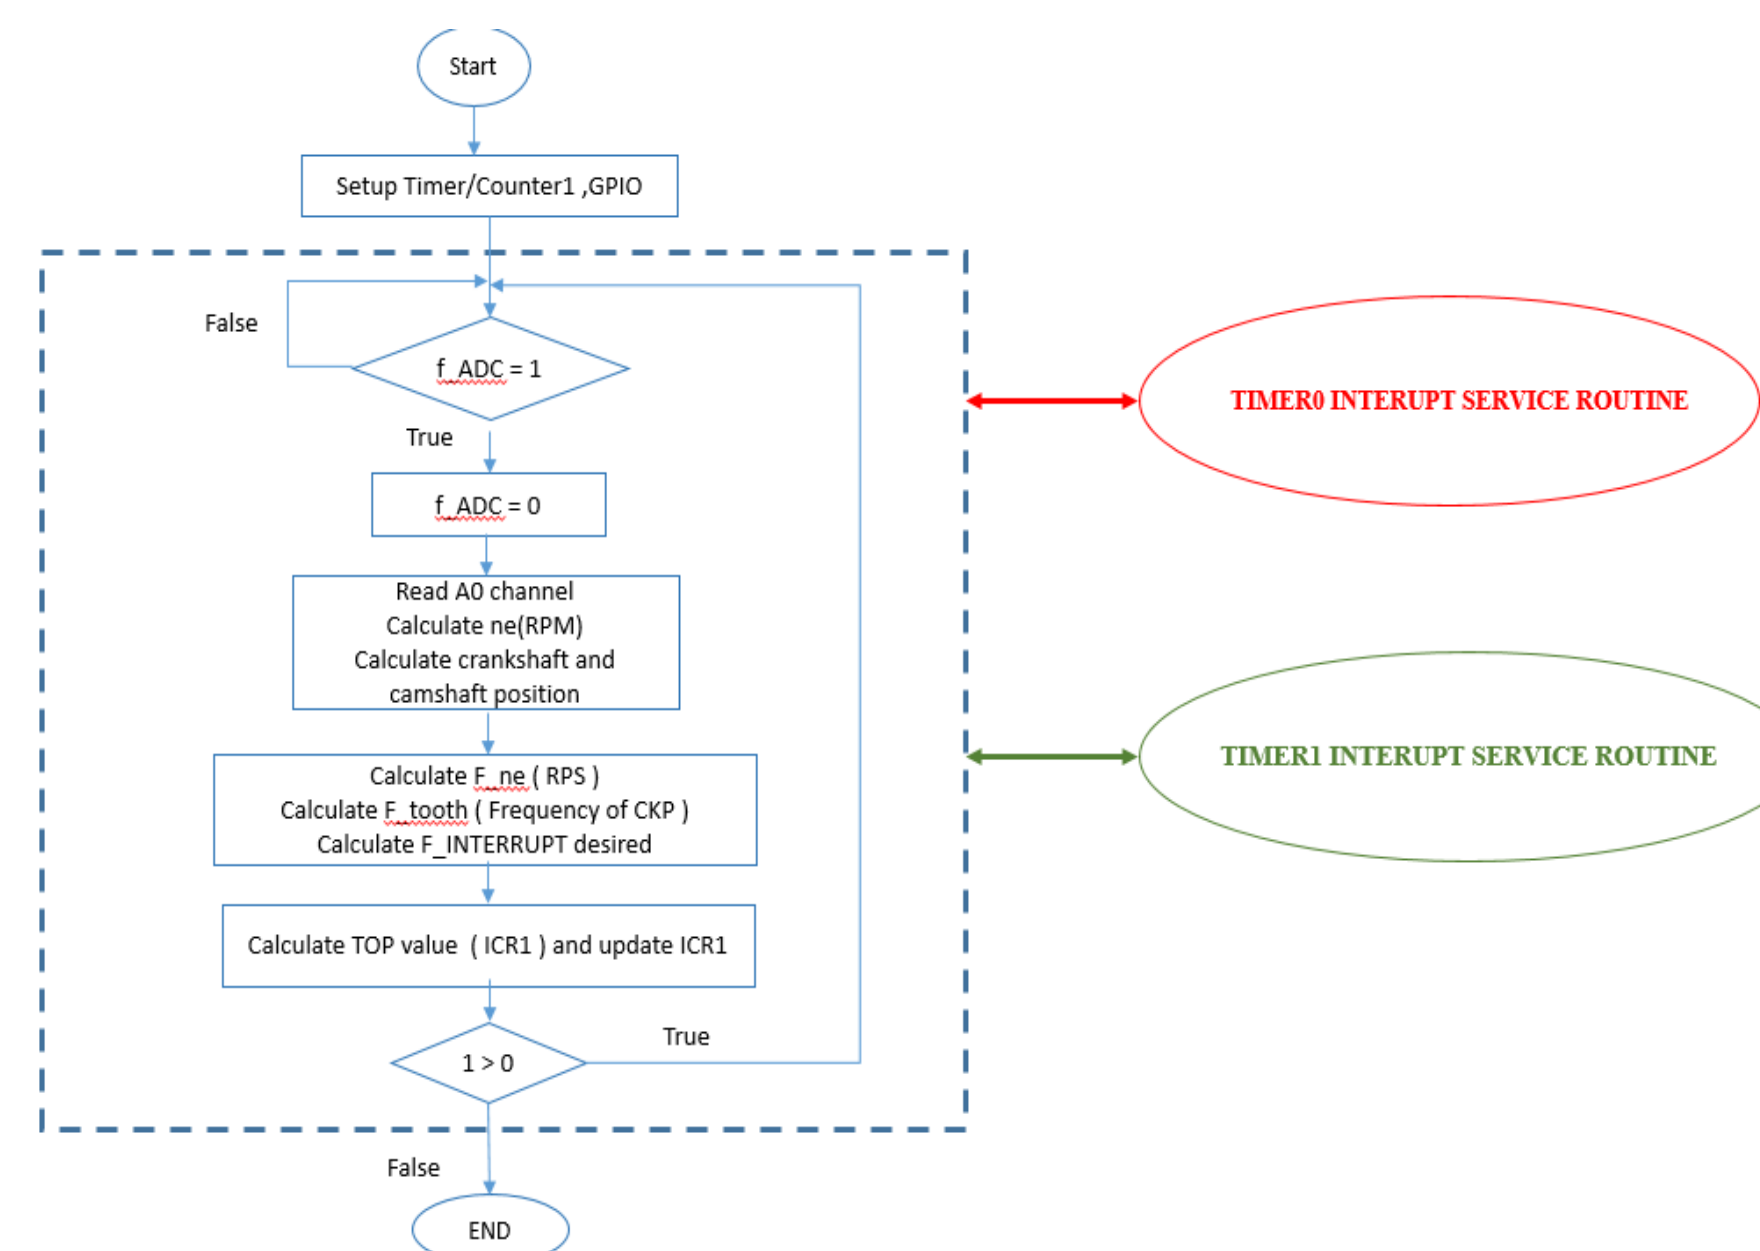 Start
Setup Timer/Counter1 ,GPIO
False
f_ADC = 1
True
f_ADC = 0
Read A0 channel
Calculate ne(RPM)
Calculate crankshaft and
camshaft position
Calculate F_ne ( RPS )
Calculate F_tooth ( Frequency of CKP )
Calculate F_INTERRUPT desired
Calculate TOP value  ( ICR1 ) and update ICR1
1 > 0
True
False
END
TIMER0 INTERUPT SERVICE ROUTINE
TIMER1 INTERUPT SERVICE ROUTINE